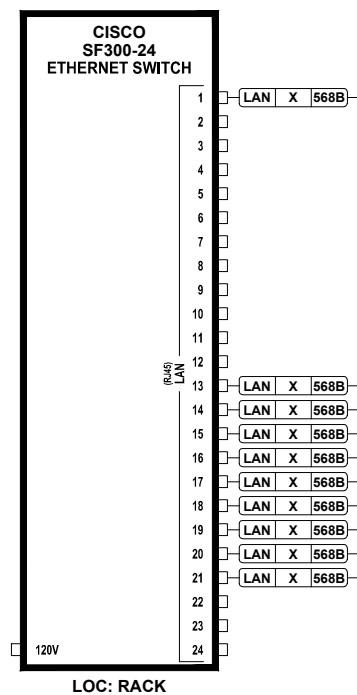 CISCO
SF300-24
ETHERNET SWITCH
1 LAN X 568B
2
3
4
5
6
7
8
9
10
11
12
(RJ45)
LAN
13 LAN X 568B
14 LAN X 568B
15 LAN X 568B
16 LAN X 568B
17 LAN X 568B
18 LAN X 568B
19 LAN X 568B
20 LAN X 568B
21 LAN X 568B
22
23
120V 24
LOC: RACK